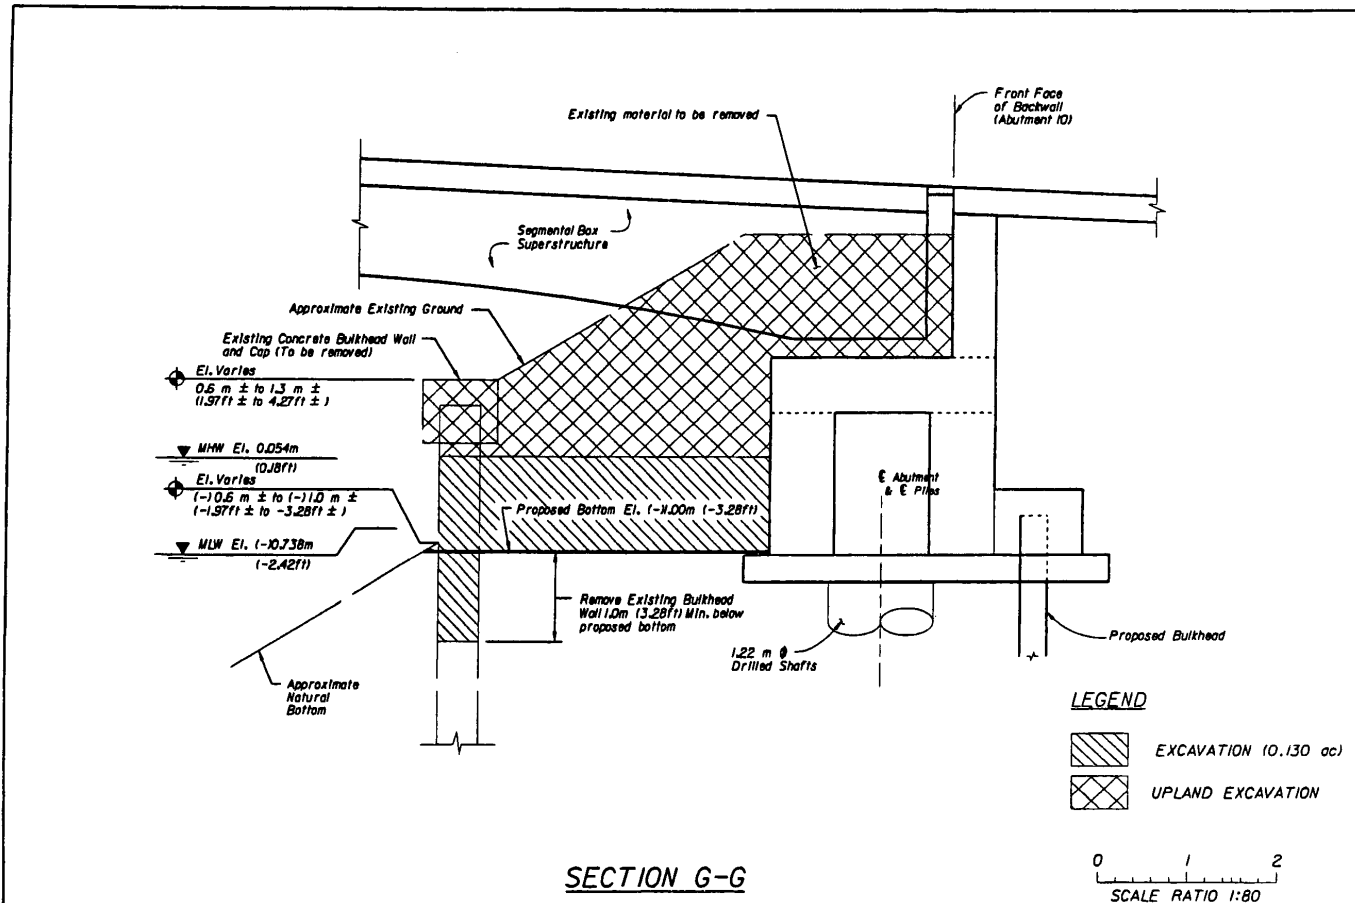 Front Face
of Backwall
(Abutment 10)
Existing material to be removed
Segmental Box
Superstructure
Approximate Existing Ground
Existing Concrete Bulkhead Wall
and Cap (To be removed)
El. Varies
0.6 m ± to 1.3 m ±
(1.97ft ± to 4.27ft ±)
MHW El. 0.054m
(0.18ft)
El. Varies
(-)0.6 m ± to (-)1.0 m ±
(-1.97ft ± to -3.28ft ±)
MLW El. (-)0.738m
(-2.42ft)
Proposed Bottom El. (-)1.00m (-3.28ft)
℄ Abutment
& ℄ Piles
Remove Existing Bulkhead
Wall 1.0m (3.28ft) Min. below
proposed bottom
1.22 m ϕ
Drilled Shafts
Proposed Bulkhead
Approximate
Natural
Bottom
LEGEND
EXCAVATION (0.130 ac)
UPLAND EXCAVATION
SECTION G-G
0 1 2
SCALE RATIO 1:80